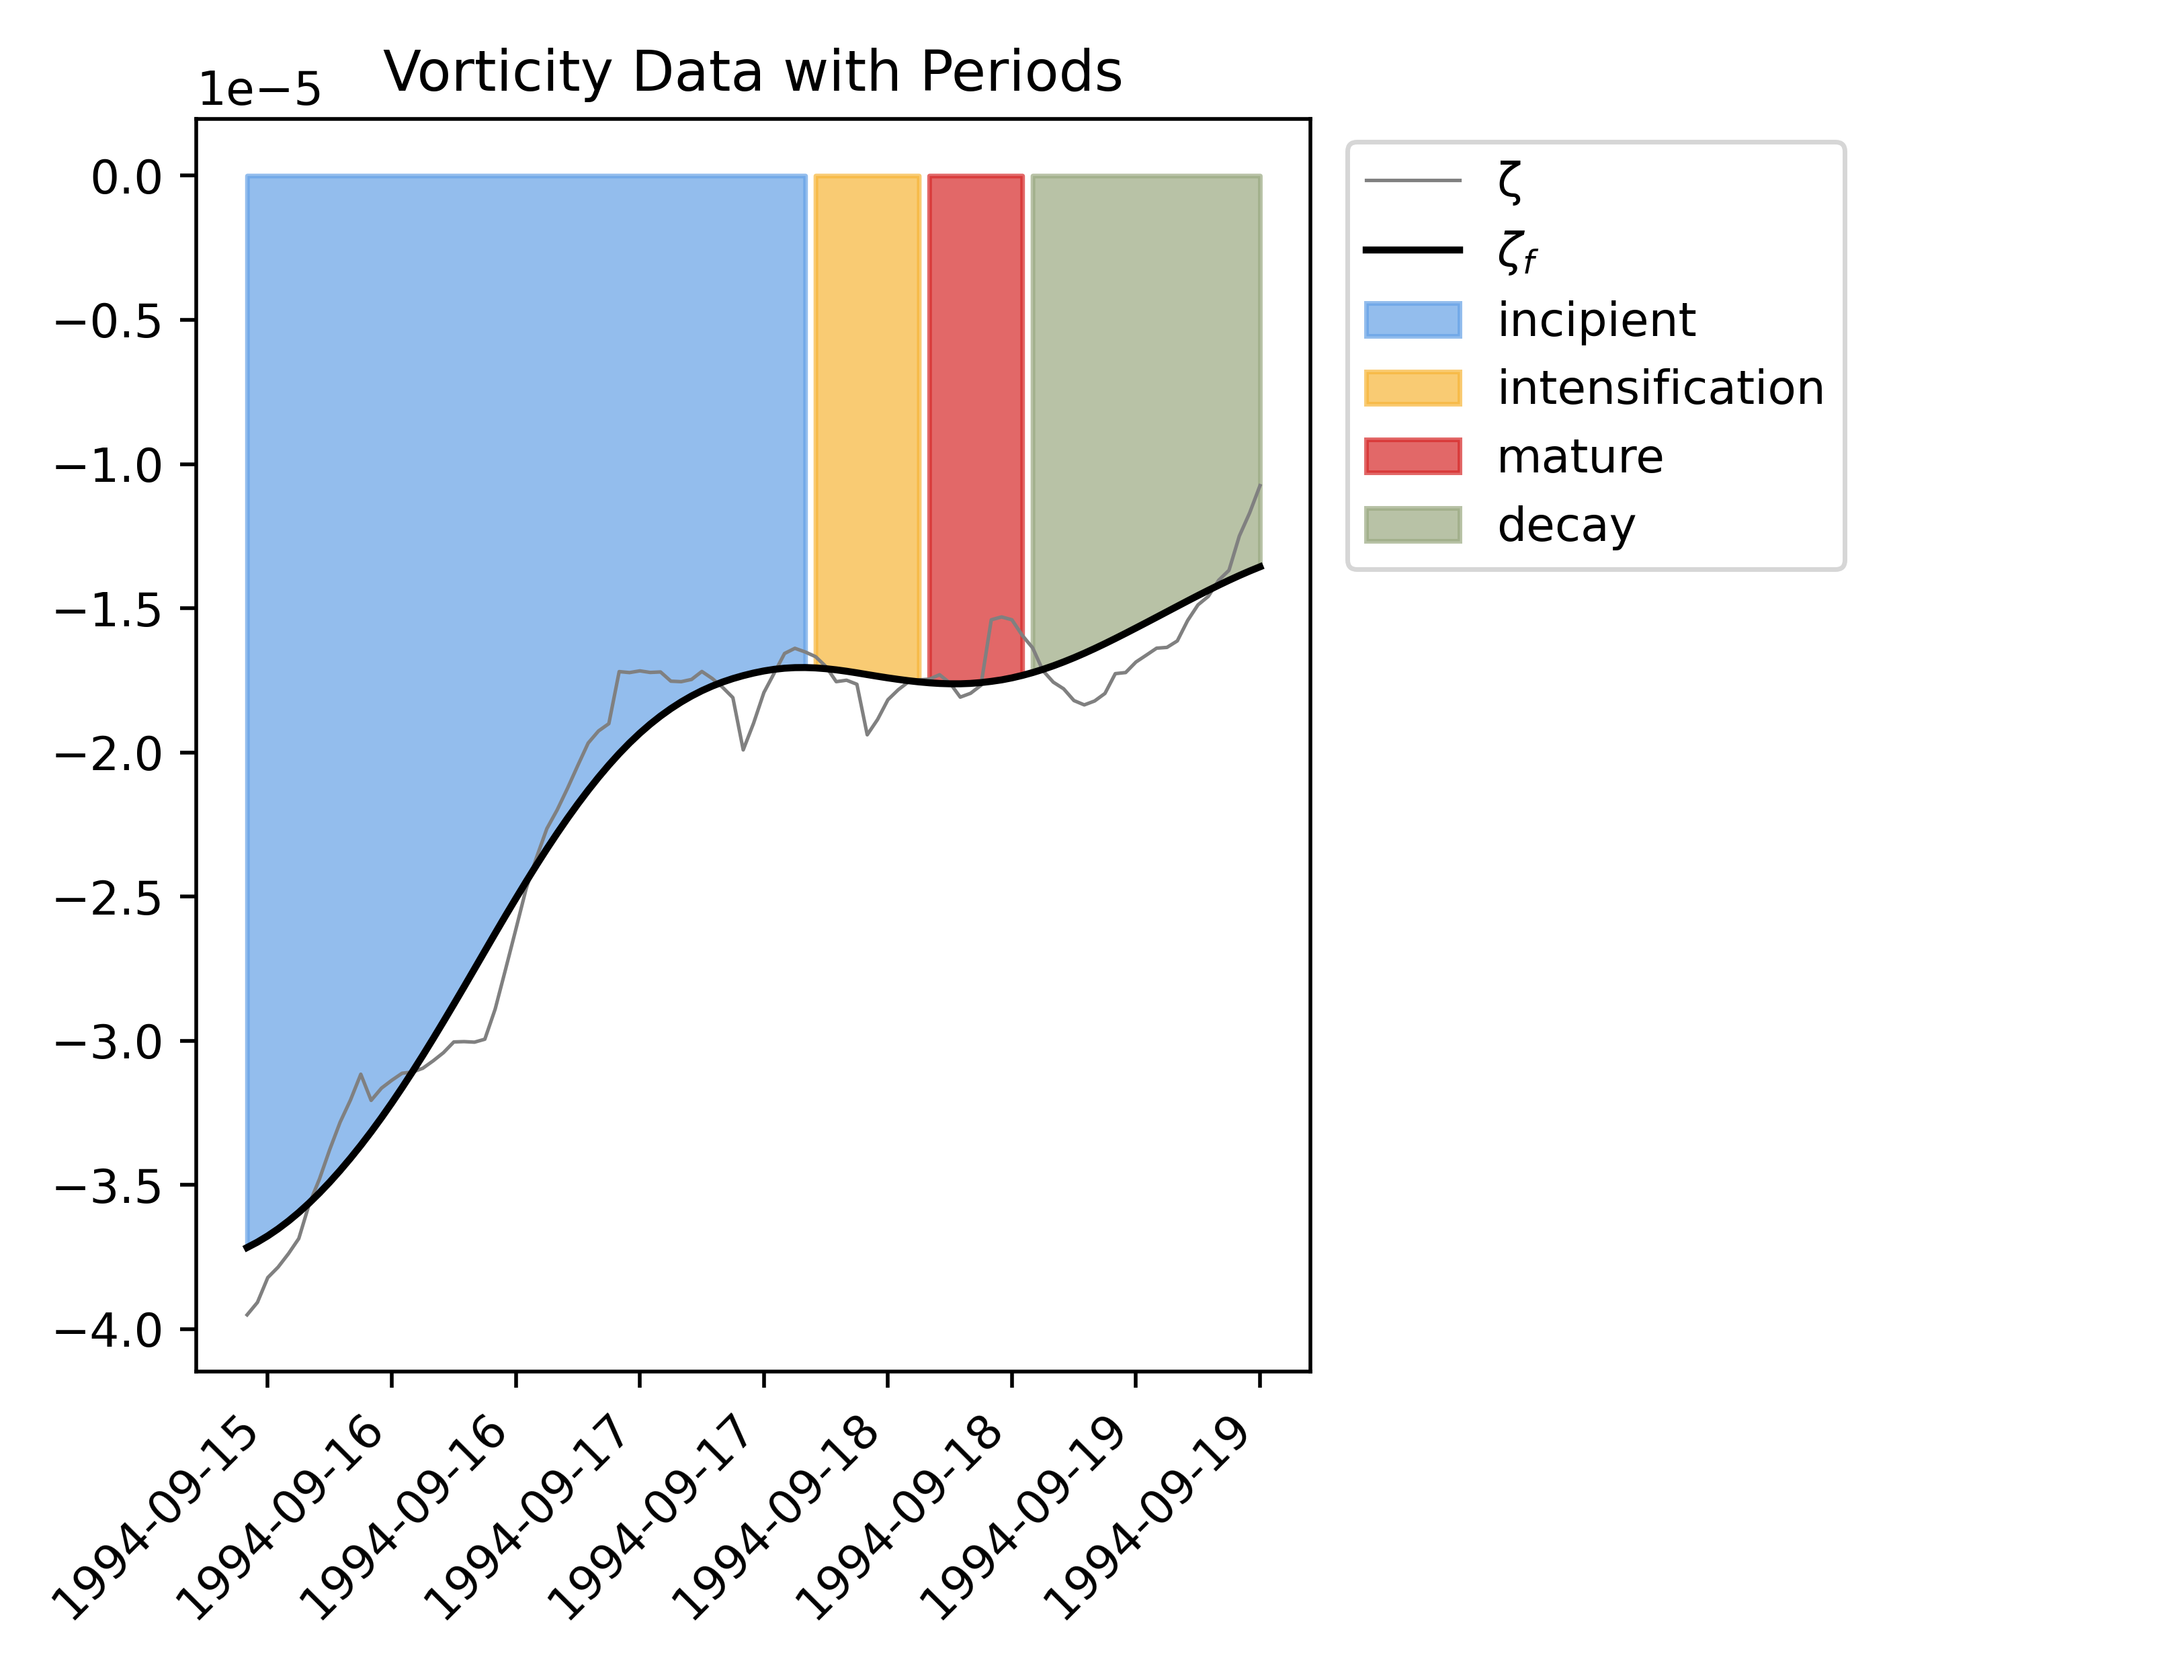 Vorticity Data with Periods
1e−5
0.0
−0.5
−1.0
−1.5
−2.0
−2.5
−3.0
−3.5
−4.0
1994-09-15
1994-09-16
1994-09-16
1994-09-17
1994-09-17
1994-09-18
1994-09-18
1994-09-19
1994-09-19
ζ
ζf
incipient
intensification
mature
decay